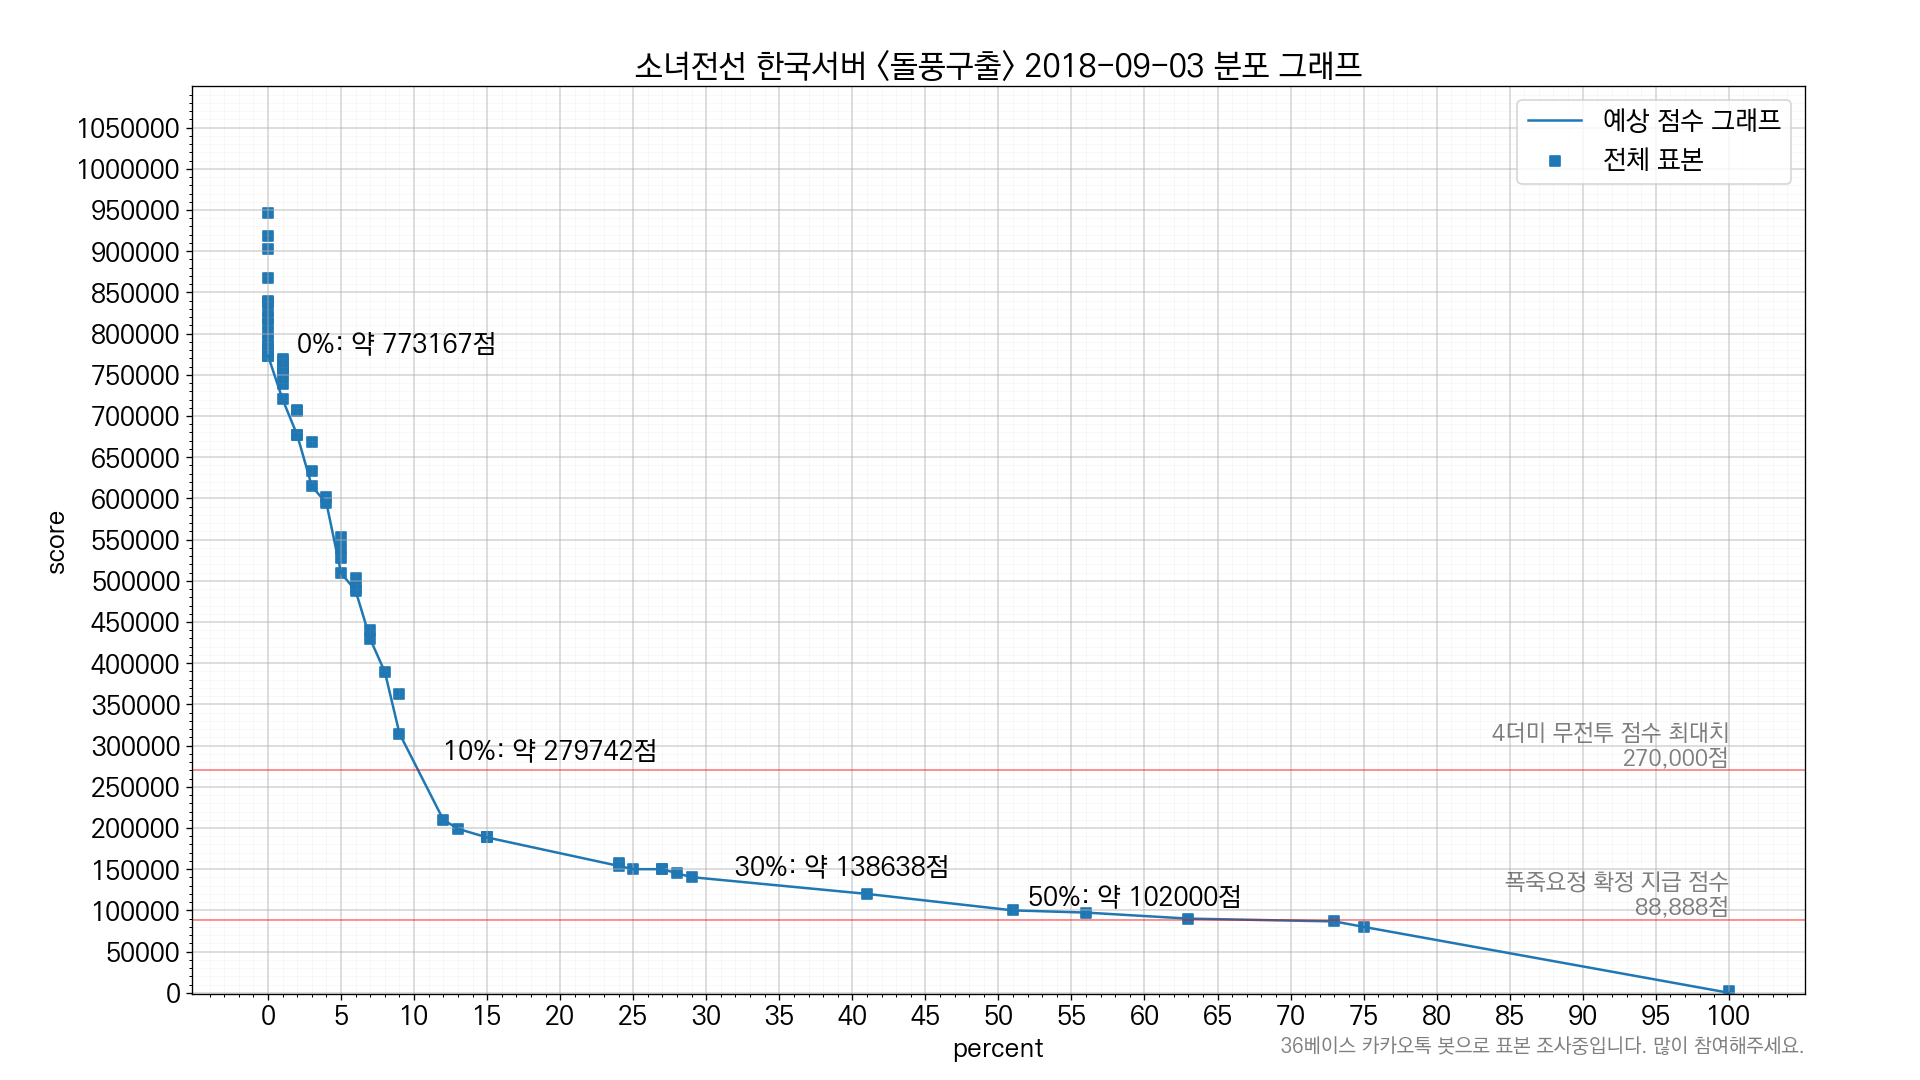 소녀전선 한국서버 <돌풍구출> 2018-09-03 분포 그래프
예상 점수 그래프
전체 표본
1050000
1000000
950000
900000
850000
800000
750000
700000
650000
600000
550000
500000
450000
400000
350000
300000
250000
200000
150000
100000
50000
0
score
0%: 약 773167점
10%: 약 279742점
30%: 약 138638점
50%: 약 102000점
4더미 무전투 점수 최대치
270,000점
폭죽요정 확정 지급 점수
88,888점
0 5 10 15 20 25 30 35 40 45 50 55 60 65 70 75 80 85 90 95 100
percent
36베이스 카카오톡 봇으로 표본 조사중입니다. 많이 참여해주세요.